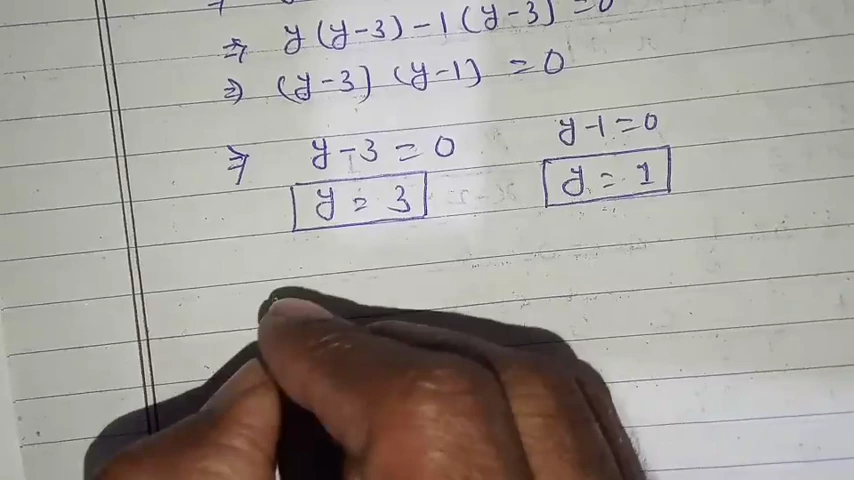 ⇒ y (y-3) - 1 (y-3) = 0
⇒ (y-3) (y-1) = 0
⇒ y-3 = 0 y-1=0
y = 3 y = 1